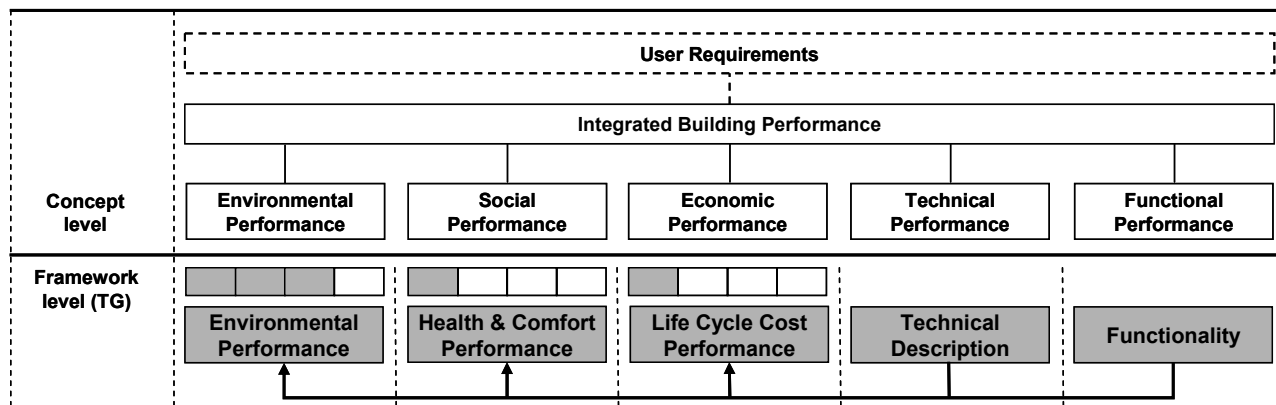 User Requirements
Integrated Building Performance
Concept
level
Environmental
Performance
Social
Performance
Economic
Performance
Technical
Performance
Functional
Performance
Framework
level (TG)
Environmental
Performance
Health & Comfort
Performance
Life Cycle Cost
Performance
Technical
Description
Functionality